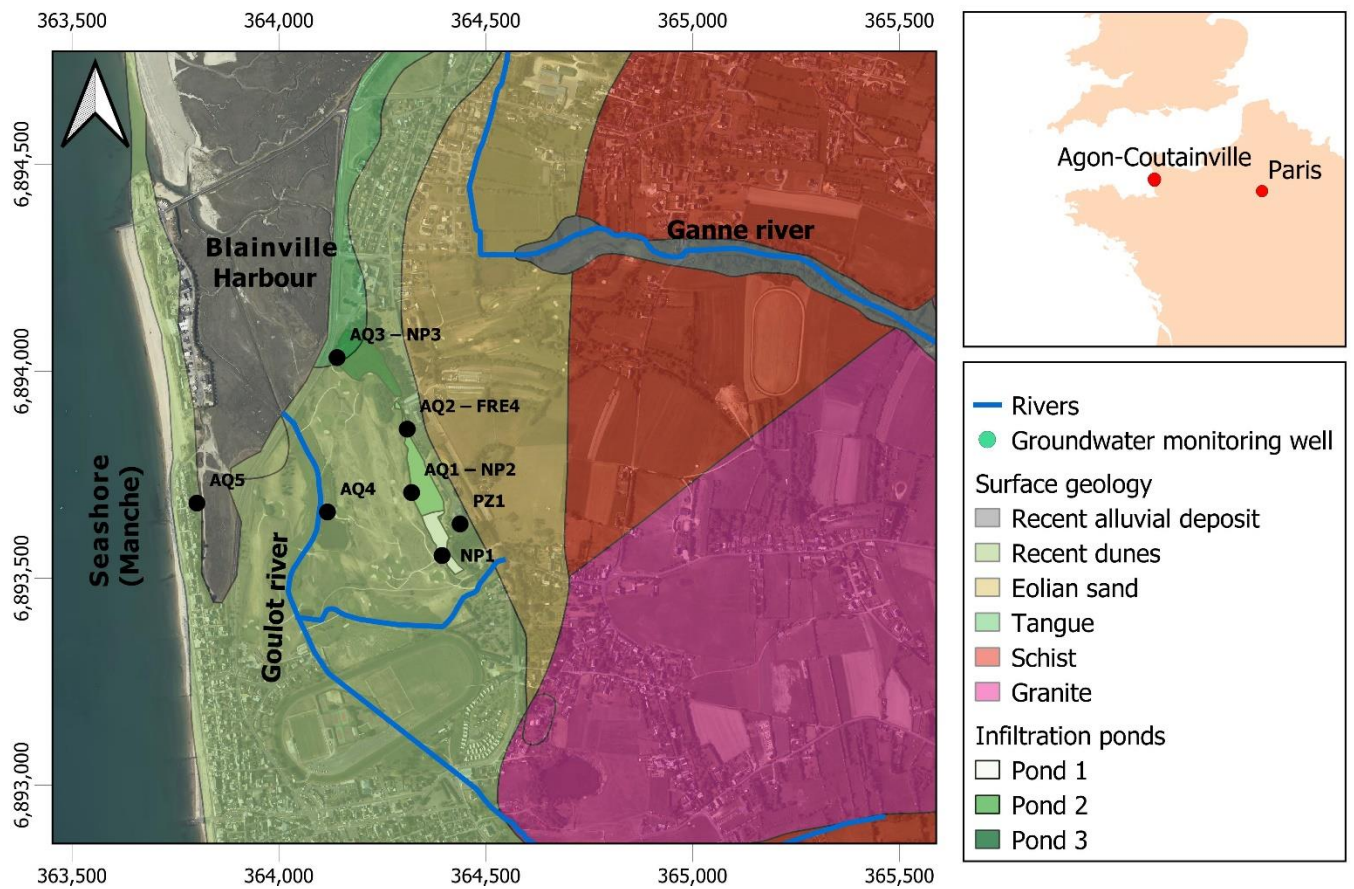 363,500
364,000
364,500
365,000
365,500
6,894,500
6,894,000
6,893,500
6,893,000
Blainville
Harbour
Ganne river
AQ3 – NP3
AQ2 – FRE4
AQ1 – NP2
AQ5
AQ4
PZ1
NP1
Seashore
(Manche)
Goulot river
363,500
364,000
364,500
365,000
365,500
Agon-Coutainville
Paris
Rivers
Groundwater monitoring well
Surface geology
Recent alluvial deposit
Recent dunes
Eolian sand
Tangue
Schist
Granite
Infiltration ponds
Pond 1
Pond 2
Pond 3